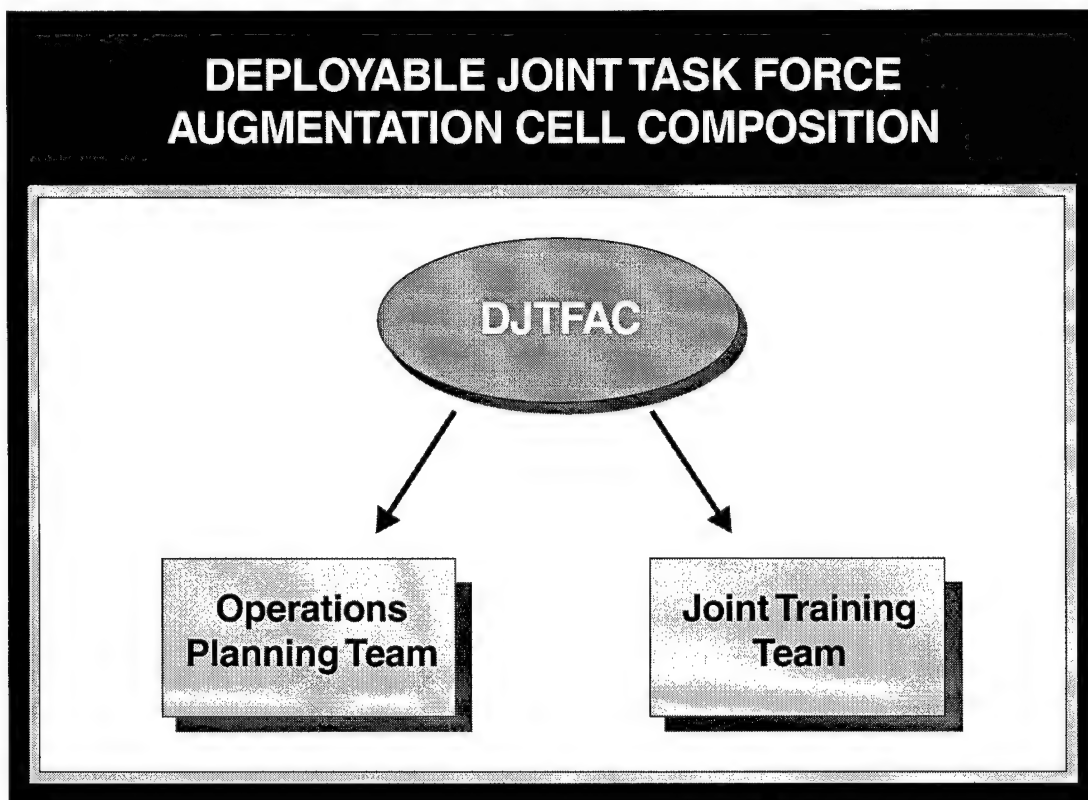 DEPLOYABLE JOINT TASK FORCE
AUGMENTATION CELL COMPOSITION
DJTFAC
Operations
Planning Team
Joint Training
Team